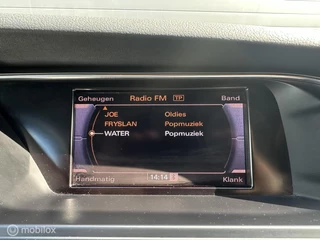 Geheugen Radio FM TP Band
JOE Oldies
FRYSLAN Popmuziek
WATER Popmuziek
Handmatig 14:14 Klank
mobilox